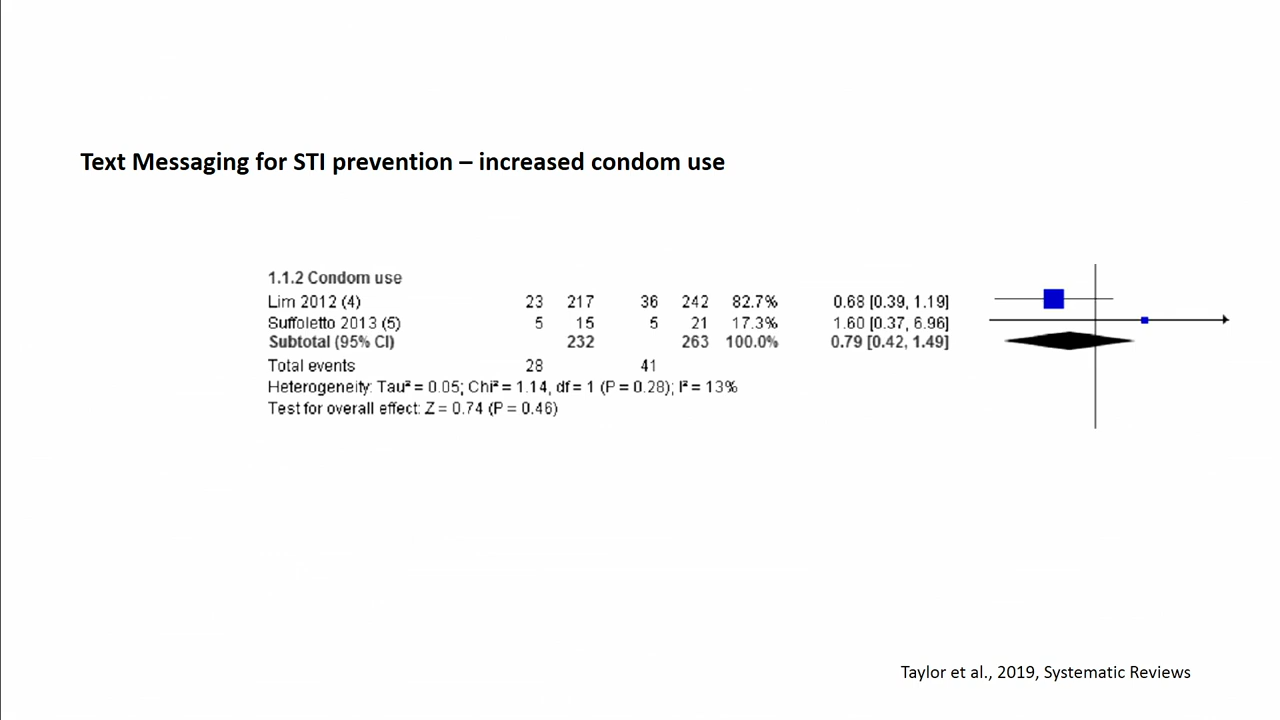 Text Messaging for STI prevention – increased condom use
1.1.2 Condom use
Lim 2012 (4) 23 217 36 242 82.7% 0.68 [0.39, 1.19]
Suffoletto 2013 (5) 5 15 5 21 17.3% 1.60 [0.37, 6.96]
Subtotal (95% CI) 232 263 100.0% 0.79 [0.42, 1.49]
Total events 28 41
Heterogeneity: Tau² = 0.05; Chi² = 1.14, df = 1 (P = 0.28); I² = 13%
Test for overall effect: Z = 0.74 (P = 0.46)
Taylor et al., 2019, Systematic Reviews